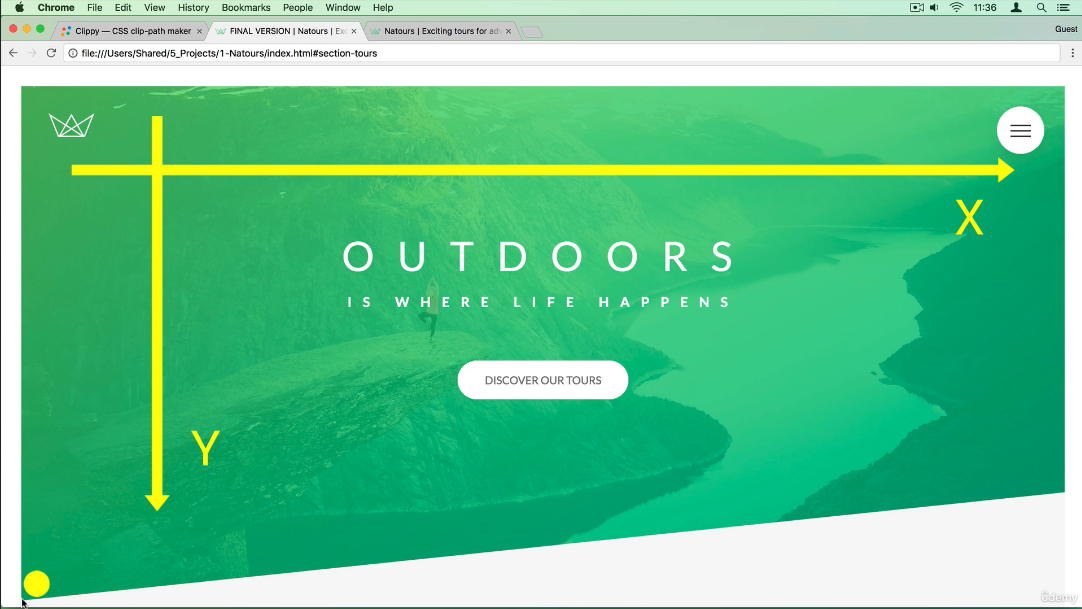 Chrome File Edit View History Bookmarks People Window Help 11:36
Clippy — CSS clip-path maker FINAL VERSION | Natours | Exc Natours | Exciting tours for adv Guest
file:///Users/Shared/5_Projects/1-Natours/index.html#section-tours
X
OUTDOORS
IS WHERE LIFE HAPPENS
DISCOVER OUR TOURS
Y
ûdemy